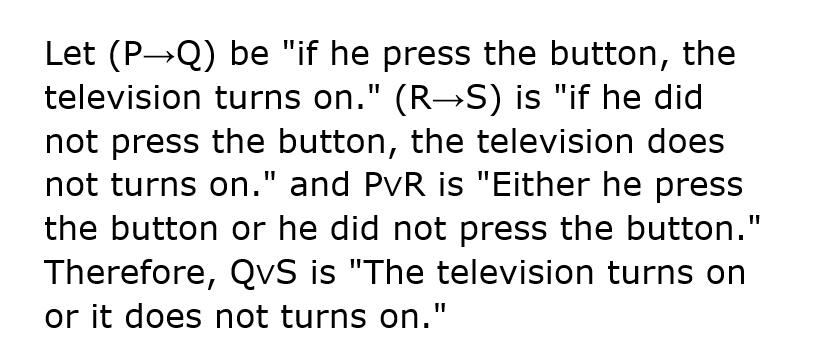 Let (P→Q) be "if he press the button, the
television turns on." (R→S) is "if he did
not press the button, the television does
not turns on." and P∨R is "Either he press
the button or he did not press the button."
Therefore, Q∨S is "The television turns on
or it does not turns on."